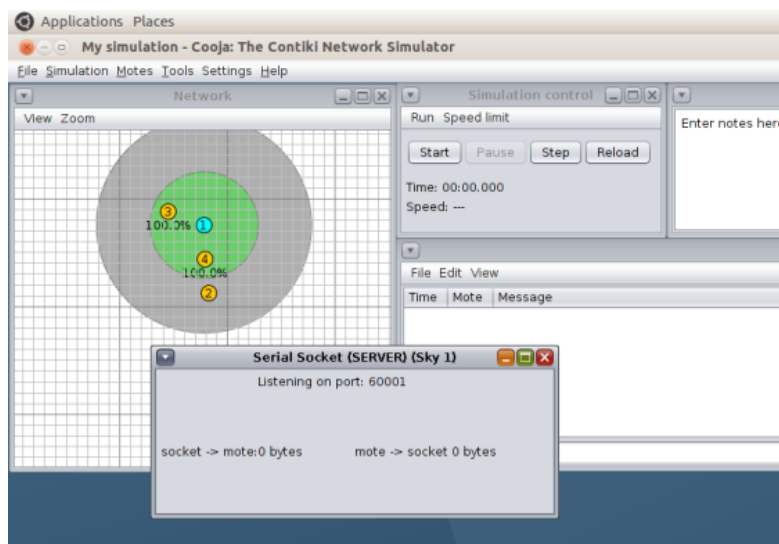 Applications Places
My simulation - Cooja: The Contiki Network Simulator
File Simulation Motes Tools Settings Help
Network
View Zoom
3
100.0%
1
4
100.0%
2
Simulation control
Run Speed limit
Start Pause Step Reload
Time: 00:00.000
Speed: ---
Enter notes her
File Edit View
Time Mote Message
Serial Socket (SERVER) (Sky 1)
Listening on port: 60001
socket -> mote:0 bytes mote -> socket 0 bytes